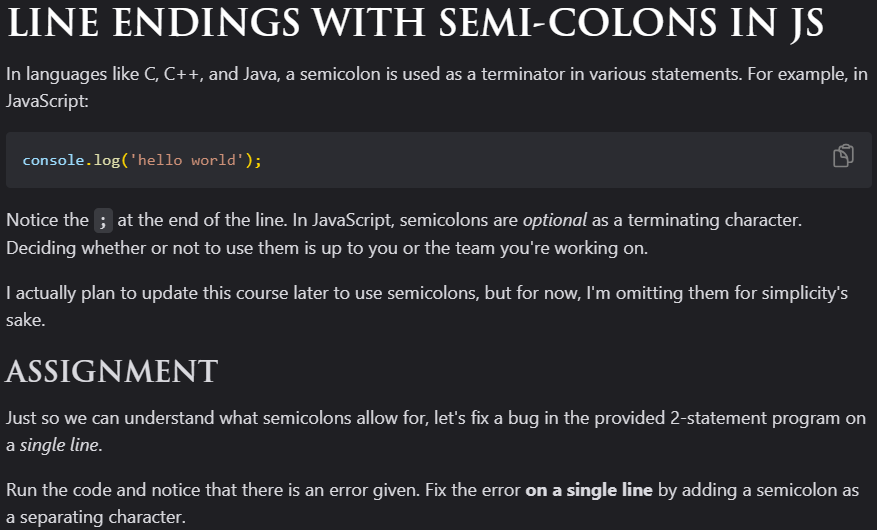 LINE ENDINGS WITH SEMI-COLONS IN JS
In languages like C, C++, and Java, a semicolon is used as a terminator in various statements. For example, in
JavaScript:
console.log('hello world');
Notice the ; at the end of the line. In JavaScript, semicolons are optional as a terminating character.
Deciding whether or not to use them is up to you or the team you're working on.
I actually plan to update this course later to use semicolons, but for now, I'm omitting them for simplicity's
sake.
ASSIGNMENT
Just so we can understand what semicolons allow for, let's fix a bug in the provided 2-statement program on
a single line.
Run the code and notice that there is an error given. Fix the error on a single line by adding a semicolon as
a separating character.